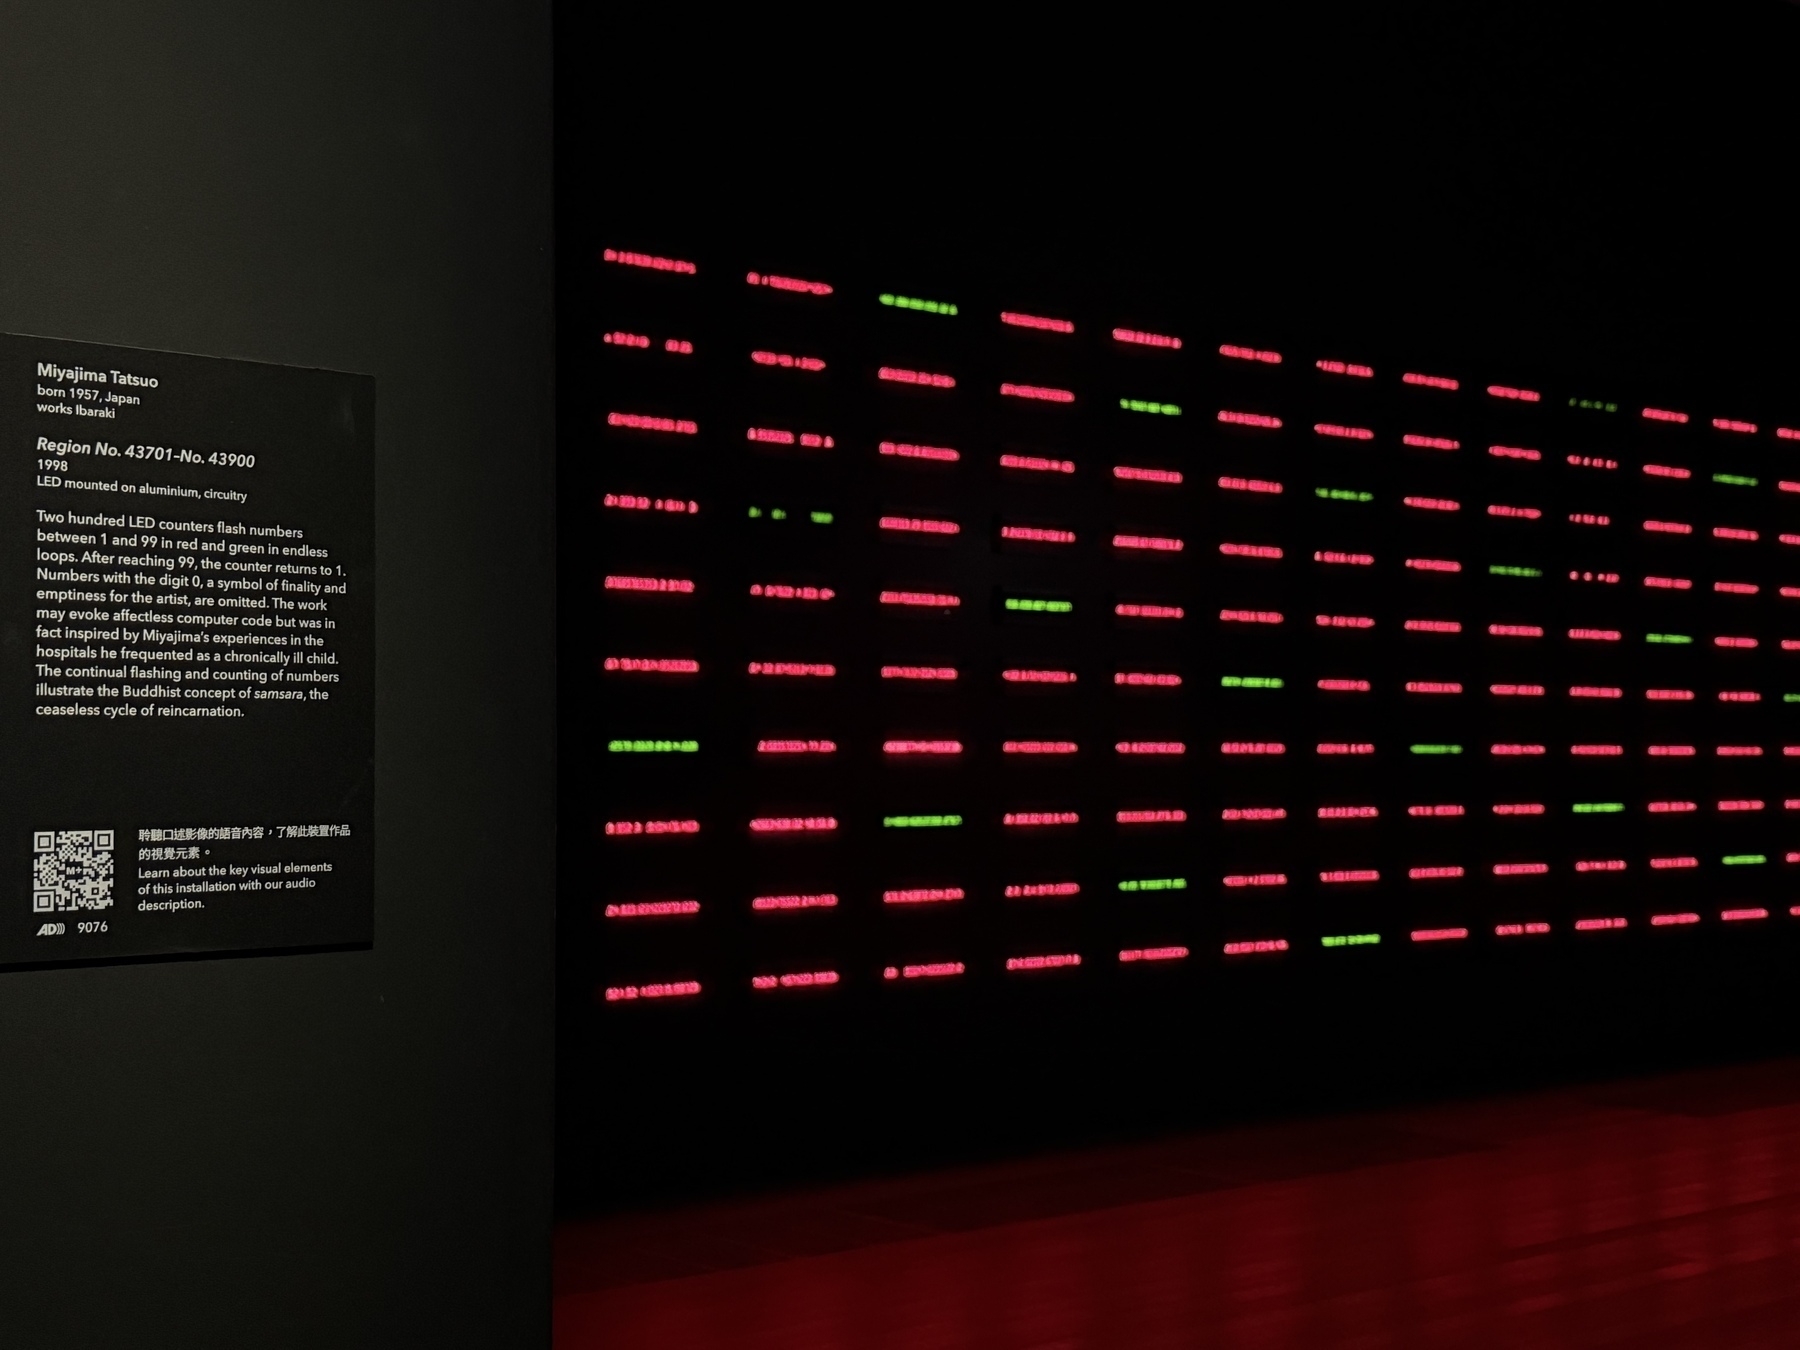 Miyajima Tatsuo
born 1957, Japan
works Ibaraki
Region No. 43701–No. 43900
1998
LED mounted on aluminium, circuitry
Two hundred LED counters flash numbers
between 1 and 99 in red and green in endless
loops. After reaching 99, the counter returns to 1.
Numbers with the digit 0, a symbol of finality and
emptiness for the artist, are omitted. The work
may evoke affectless computer code but was in
fact inspired by Miyajima's experiences in the
hospitals he frequented as a chronically ill child.
The continual flashing and counting of numbers
illustrate the Buddhist concept of samsara, the
ceaseless cycle of reincarnation.
聆聽口述影像的語音內容，了解此裝置作品
的視覺元素。
Learn about the key visual elements
of this installation with our audio
description.
M+
AD))) 9076